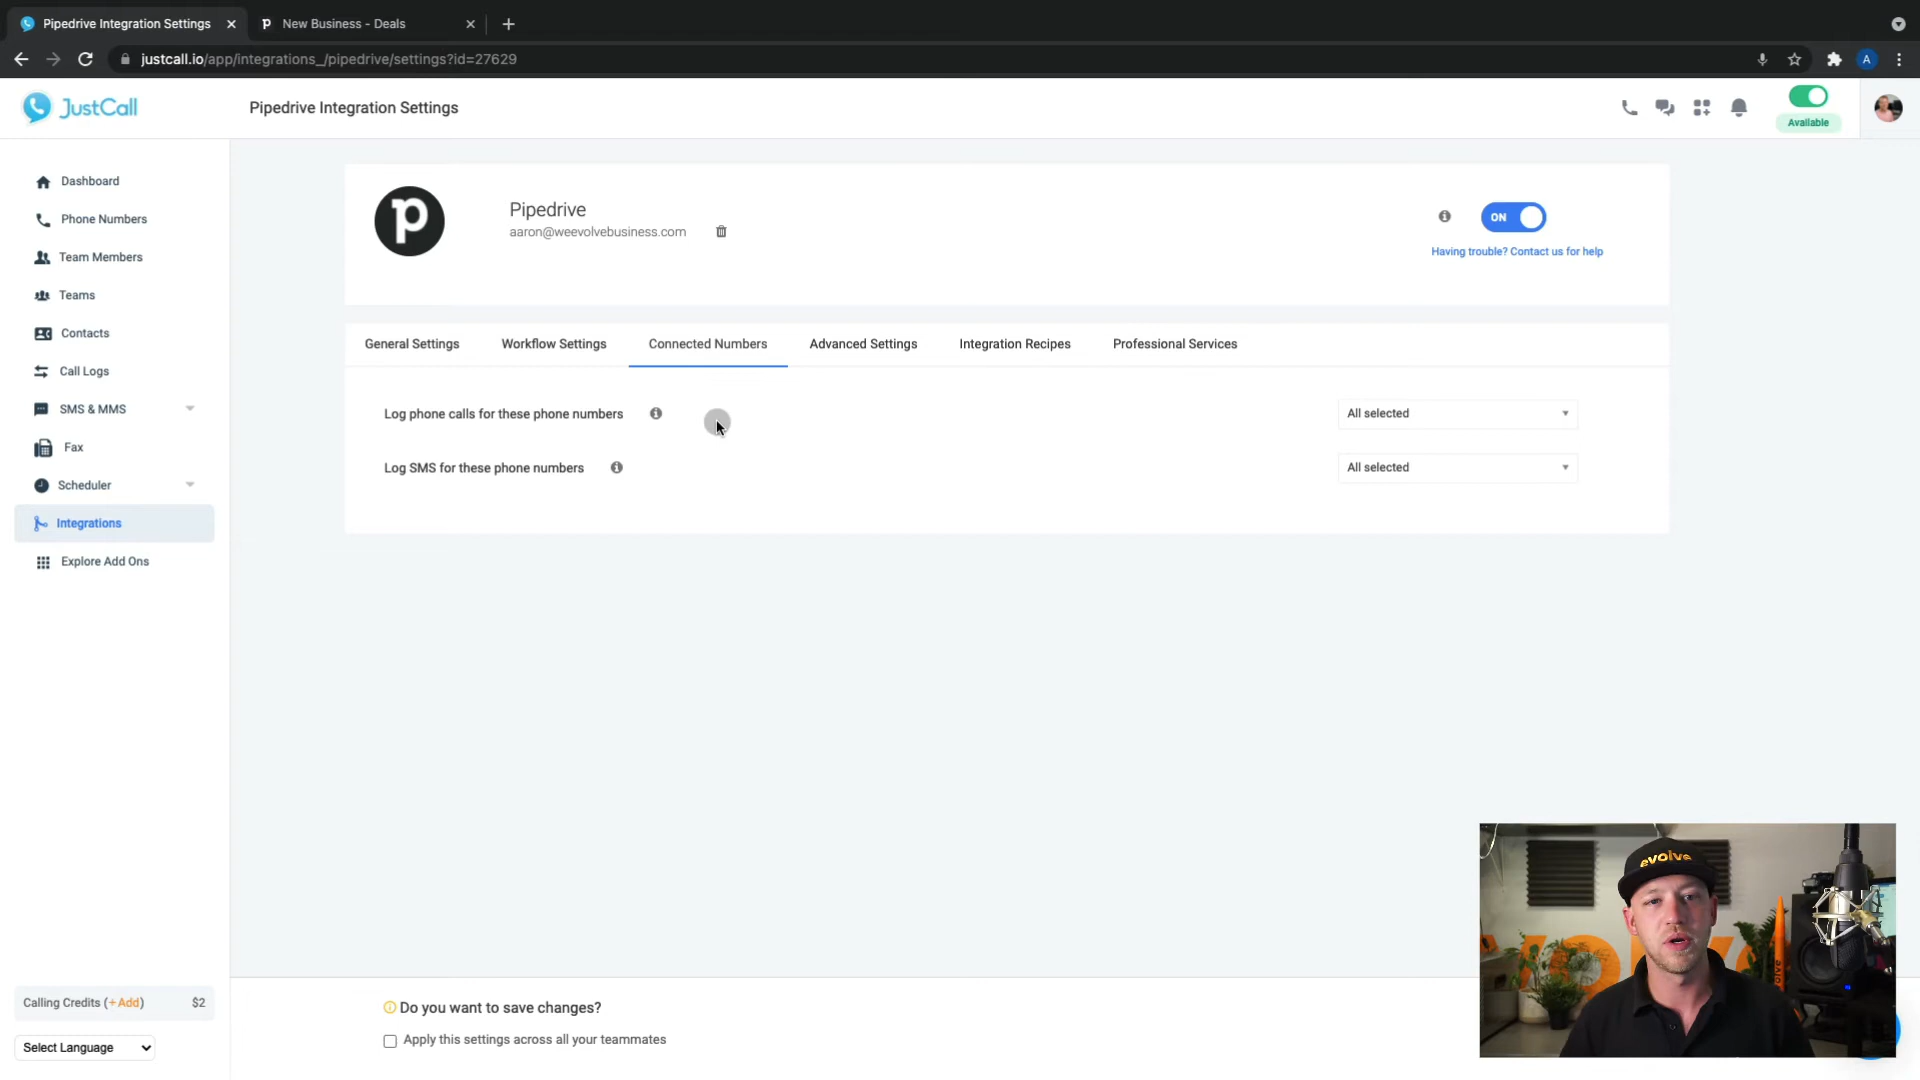 Pipedrive Integration Settings
New Business - Deals
justcall.io/app/integrations_/pipedrive/settings?id=27629
A
JustCall
Pipedrive Integration Settings
Available
Dashboard
Phone Numbers
Team Members
Teams
Contacts
Call Logs
SMS & MMS
Fax
Scheduler
Integrations
Explore Add Ons
Calling Credits (+Add) $2
Select Language
p
Pipedrive
aaron@weevolvebusiness.com
ON
Having trouble? Contact us for help
General Settings
Workflow Settings
Connected Numbers
Advanced Settings
Integration Recipes
Professional Services
Log phone calls for these phone numbers
All selected
Log SMS for these phone numbers
All selected
Do you want to save changes?
Apply this settings across all your teammates
evolve